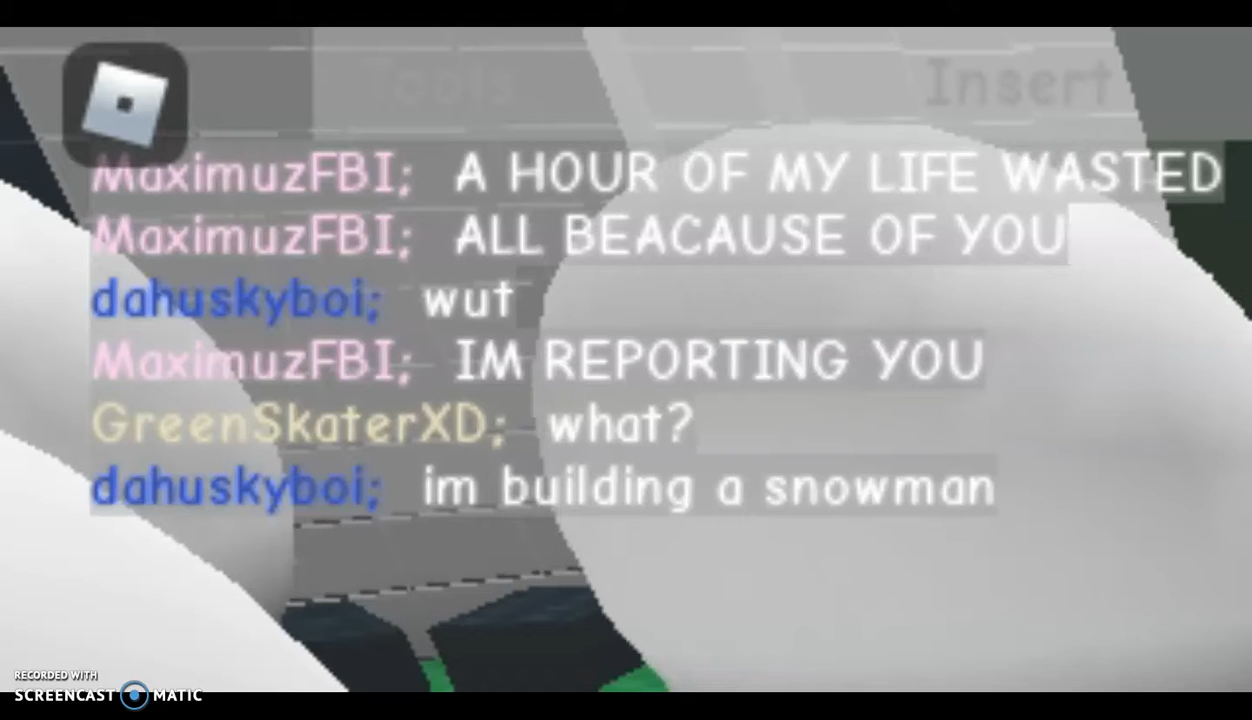 Tools Insert
MaximuzFBI; A HOUR OF MY LIFE WASTED
MaximuzFBI; ALL BEACAUSE OF YOU
dahuskyboi; wut
MaximuzFBI; IM REPORTING YOU
GreenSkaterXD; what?
dahuskyboi; im building a snowman
RECORDED WITH
SCREENCAST MATIC